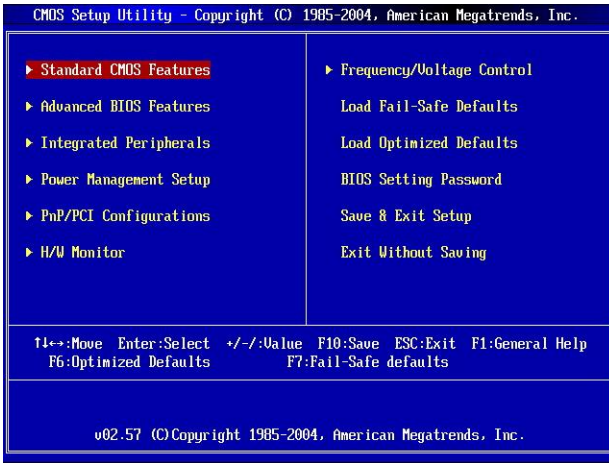 CMOS Setup Utility - Copyright (C) 1985-2004, American Megatrends, Inc.
▶ Standard CMOS Features
▶ Advanced BIOS Features
▶ Integrated Peripherals
▶ Power Management Setup
▶ PnP/PCI Configurations
▶ H/W Monitor
▶ Frequency/Voltage Control
Load Fail-Safe Defaults
Load Optimized Defaults
BIOS Setting Password
Save & Exit Setup
Exit Without Saving
↑↓←→:Move Enter:Select +/-/:Value F10:Save ESC:Exit F1:General Help
F6:Optimized Defaults F7:Fail-Safe defaults
v02.57 (C)Copyright 1985-2004, American Megatrends, Inc.